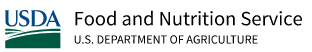 USDA Food and Nutrition Service
U.S. DEPARTMENT OF AGRICULTURE